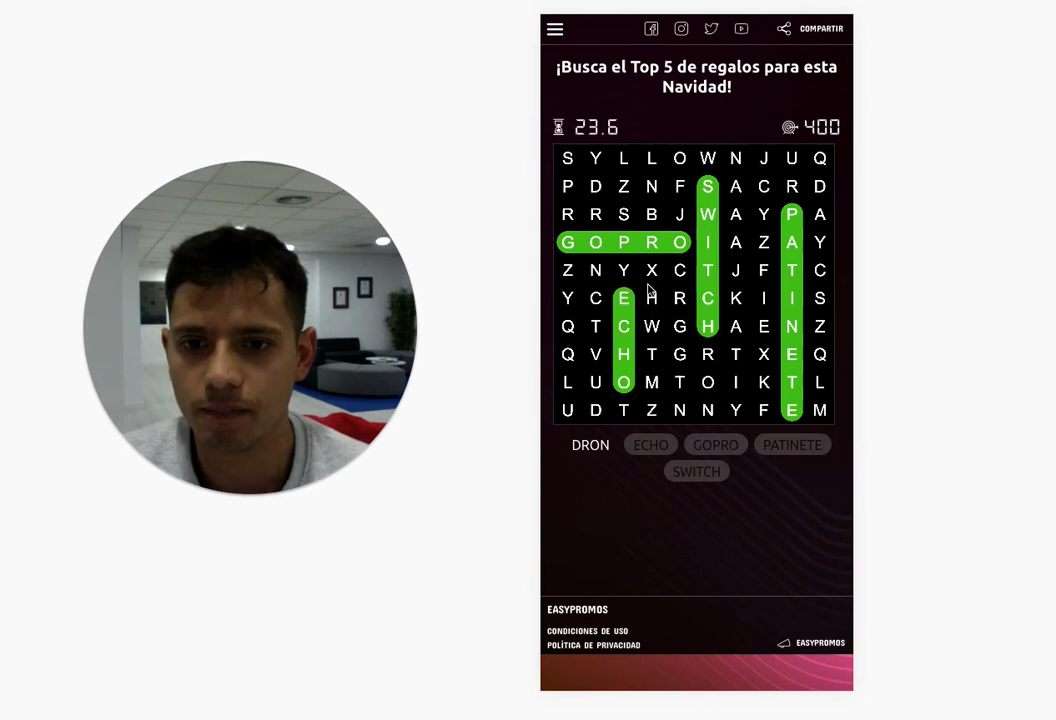 COMPARTIR
¡Busca el Top 5 de regalos para esta
Navidad!
23.6
400
S Y L L O W N J U Q
P D Z N F S A C R D
R R S B J W A Y P A
G O P R O I A Z A Y
Z N Y X C T J F T C
Y C E H R C K I I S
Q T C W G H A E N Z
Q V H T G R T X E Q
L U O M T O I K T L
U D T Z N N Y F E M
DRON ECHO GOPRO PATINETE
SWITCH
EASYPROMOS
CONDICIONES DE USO
POLÍTICA DE PRIVACIDAD
EASYPROMOS